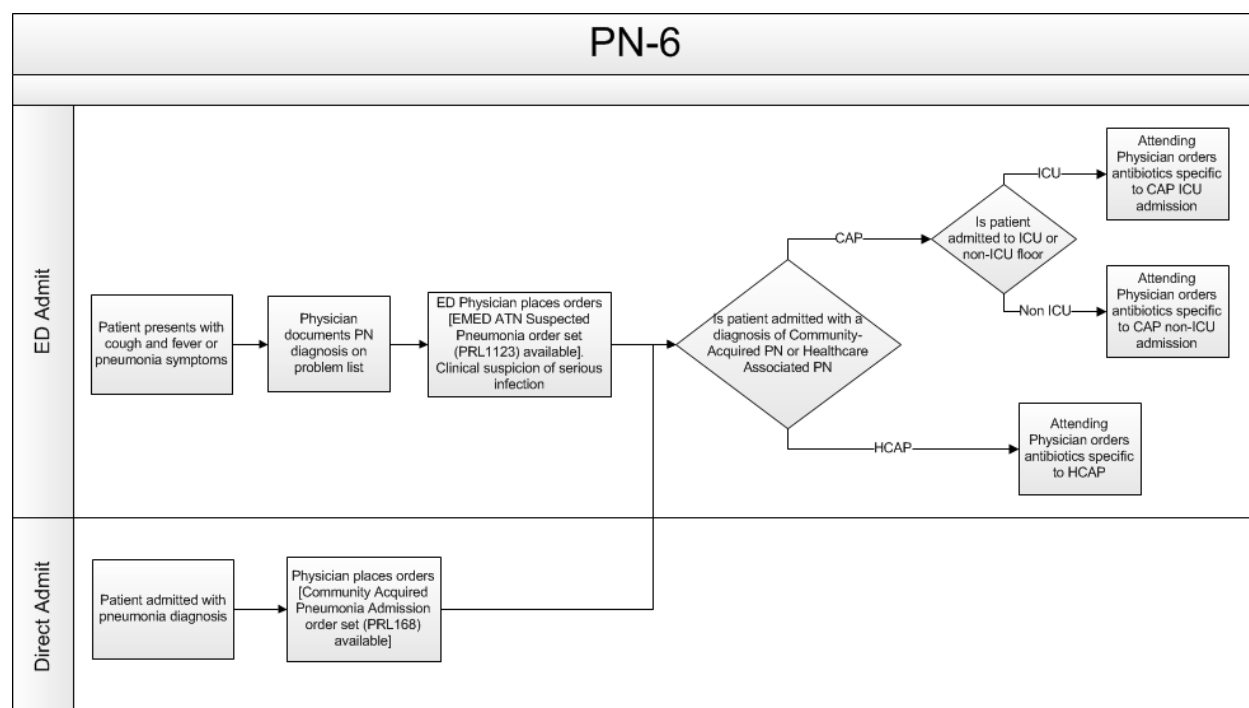 PN-6
ED Admit
Patient presents with
cough and fever or
pneumonia symptoms
Physician
documents PN
diagnosis on
problem list
ED Physician places orders
[EMED ATN Suspected
Pneumonia order set
(PRL1123) available].
Clinical suspicion of serious
infection
Is patient admitted with a
diagnosis of Community-
Acquired PN or Healthcare
Associated PN
CAP
Is patient
admitted to ICU or
non-ICU floor
ICU
Attending
Physician orders
antibiotics specific
to CAP ICU
admission
Non ICU
Attending
Physician orders
antibiotics specific
to CAP non-ICU
admission
HCAP
Attending
Physician orders
antibiotics specific
to HCAP
Direct Admit
Patient admitted with
pneumonia diagnosis
Physician places orders
[Community Acquired
Pneumonia Admission
order set (PRL168)
available]